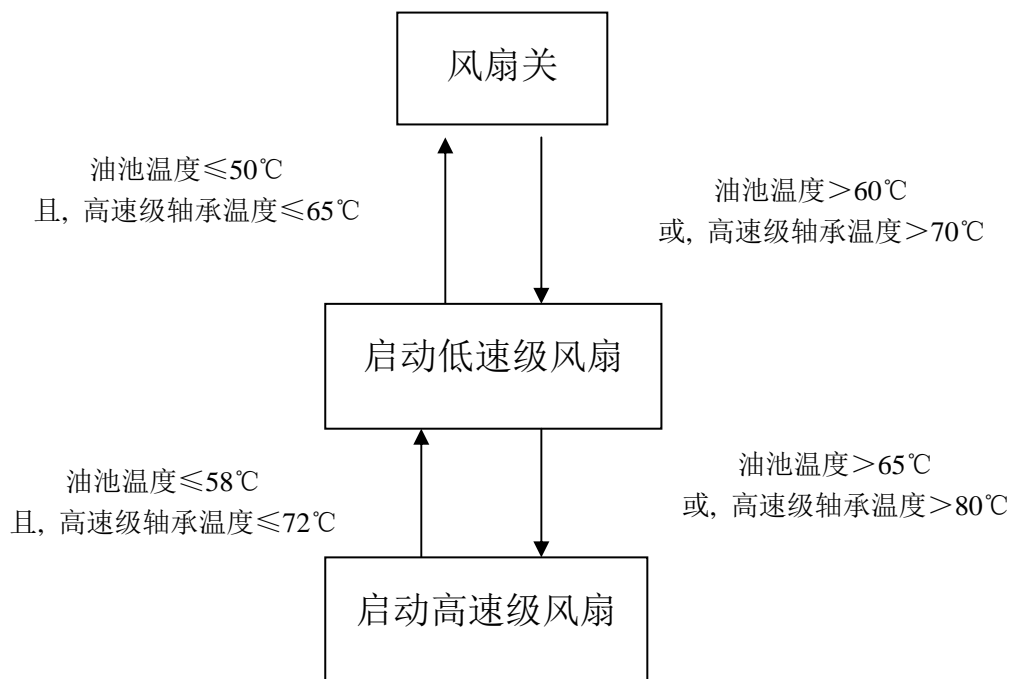 风扇关
油池温度≤50℃
且, 高速级轴承温度≤65℃
油池温度＞60℃
或, 高速级轴承温度＞70℃
启动低速级风扇
油池温度≤58℃
且, 高速级轴承温度≤72℃
油池温度＞65℃
或, 高速级轴承温度＞80℃
启动高速级风扇